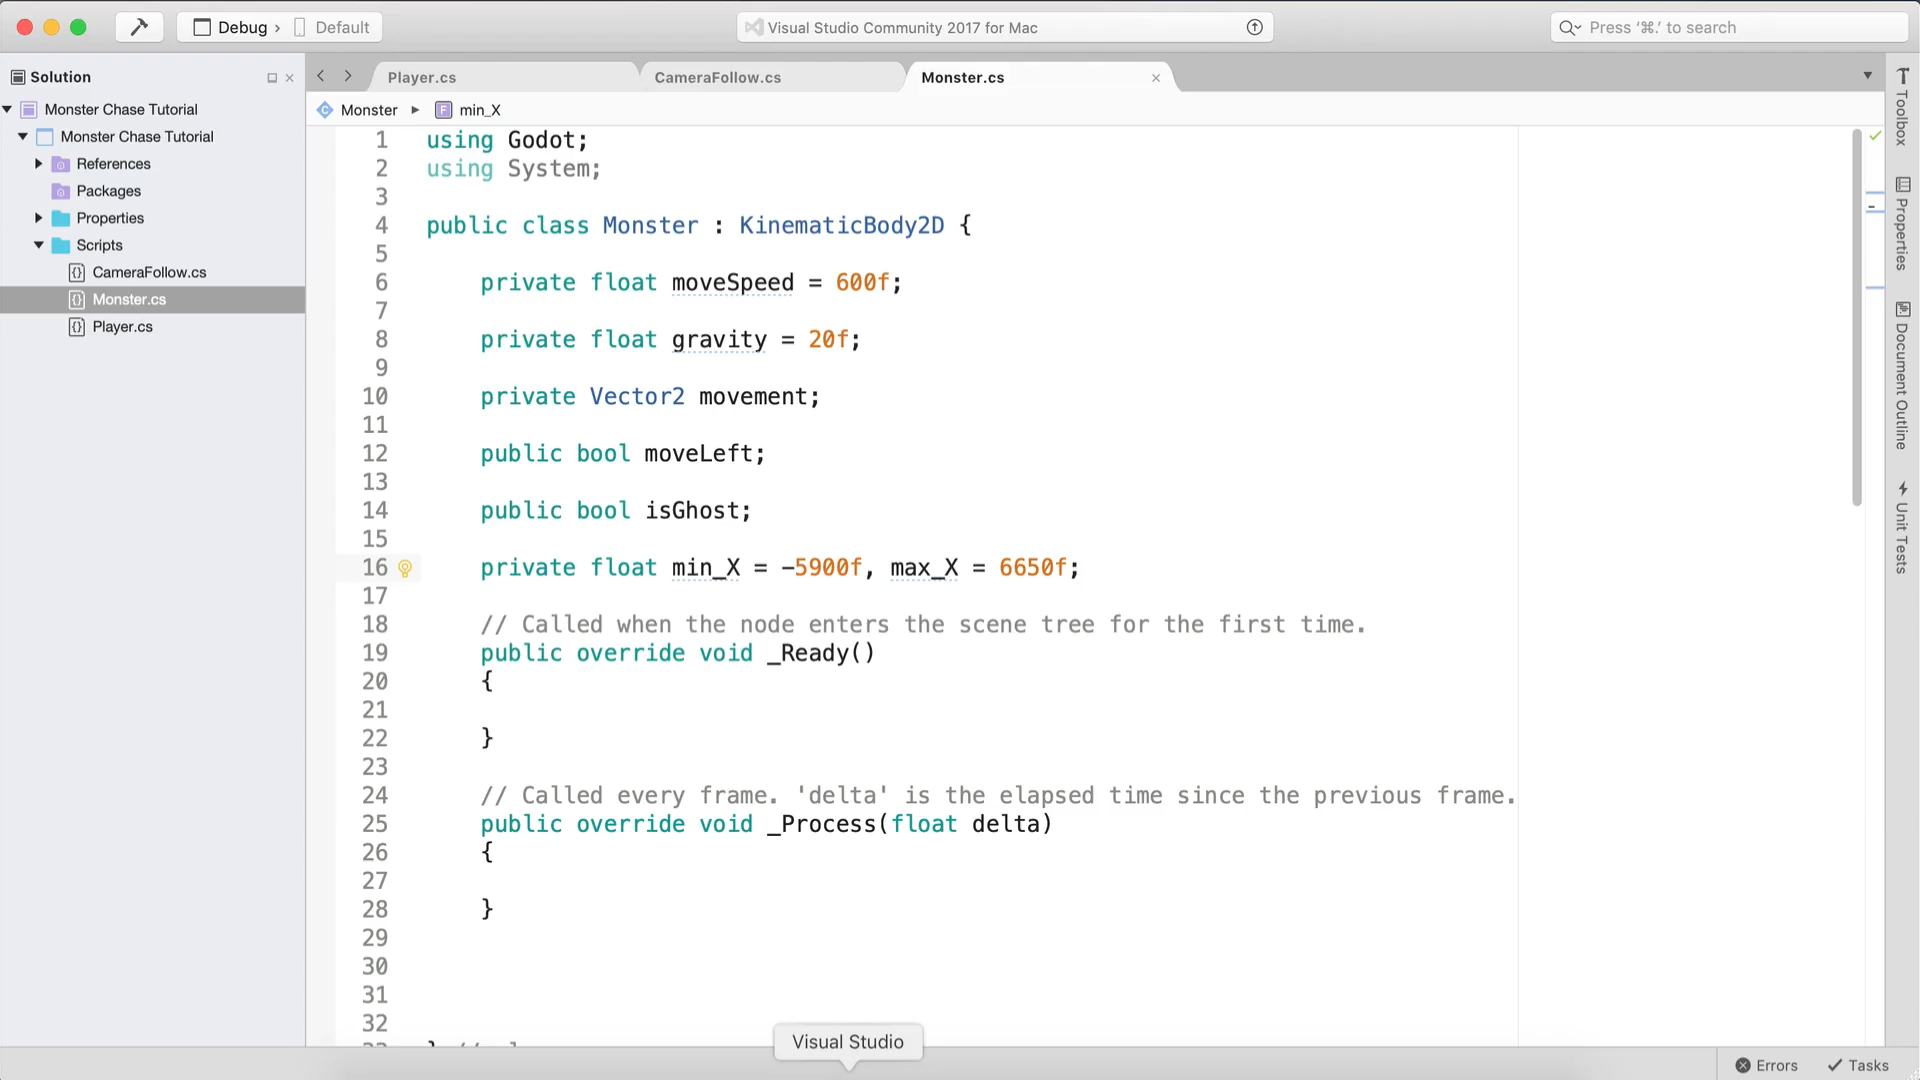 Debug › Default
Visual Studio Community 2017 for Mac
Press ‘⌘.’ to search
Solution
Player.cs
CameraFollow.cs
Monster.cs
Monster Chase Tutorial
Monster Chase Tutorial
References
Packages
Properties
Scripts
CameraFollow.cs
Monster.cs
Player.cs
Monster ▸ min_X
1 using Godot;
2 using System;
3
4 public class Monster : KinematicBody2D {
5
6 private float moveSpeed = 600f;
7
8 private float gravity = 20f;
9
10 private Vector2 movement;
11
12 public bool moveLeft;
13
14 public bool isGhost;
15
16 private float min_X = -5900f, max_X = 6650f;
17
18 // Called when the node enters the scene tree for the first time.
19 public override void _Ready()
20 {
21
22 }
23
24 // Called every frame. 'delta' is the elapsed time since the previous frame.
25 public override void _Process(float delta)
26 {
27
28 }
29
30
31
32
Toolbox
Properties
Document Outline
Unit Tests
Visual Studio
Errors
Tasks